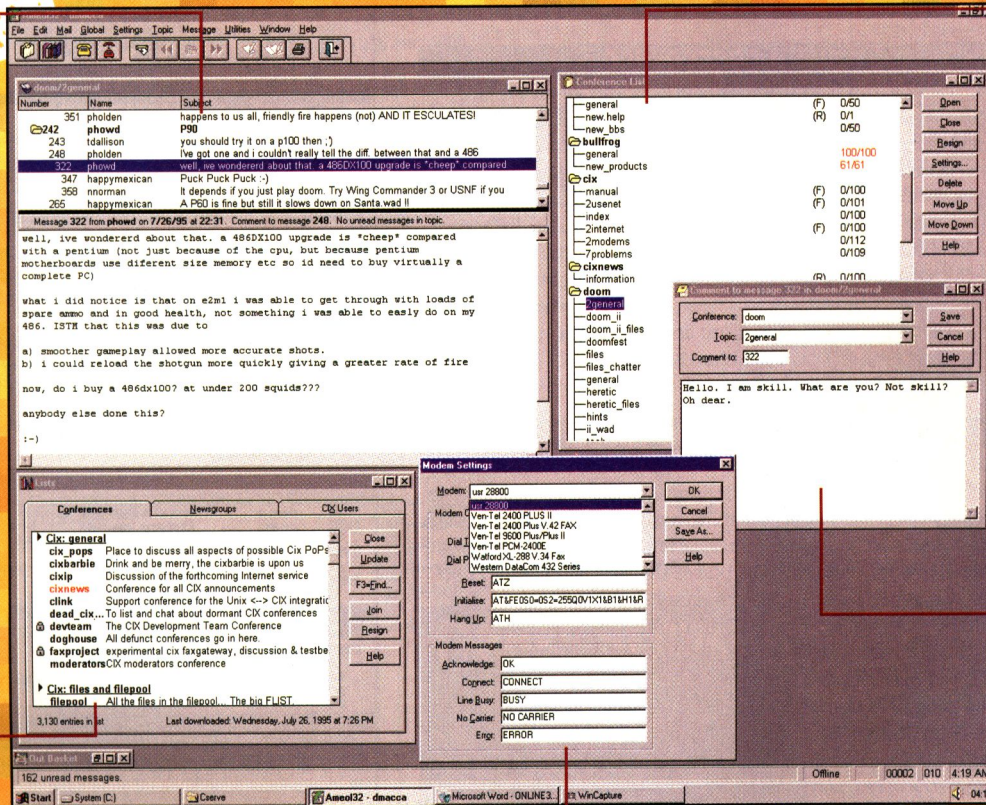 Ameol32 - dmacca
File Edit Mail Global Settings Topic Message Utilities Window Help
doom/2general
Number Name Subject
351 pholden happens to us all, friendly fire happens (not) AND IT ESCULATES!
242 phowd P90
243 tdallison you should try it on a p100 then ;')
248 pholden I've got one and i couldn't really tell the diff. between that and a 486
322 phowd well, ive wondererd about that. a 486DX100 upgrade is *cheep* compared
347 happymexican Puck Puck Puck :-)
358 nnorman It depends if you just play doom. Try Wing Commander 3 or USNF if you
265 happymexican A P60 is fine but still it slows down on Santa.wad !!
Message 322 from phowd on 7/26/95 at 22:31. Comment to message 248. No unread messages in topic.
well, ive wondererd about that. a 486DX100 upgrade is *cheep* compared
with a pentium (not just because of the cpu, but because pentium
motherboards use diferent size memory etc so id need to buy virtually a
complete PC)
what i did notice is that on e2m1 i was able to get through with loads of
spare ammo and in good health, not something i was able to easly do on my
486. ISTM that this was due to
a) smoother gameplay allowed more accurate shots.
b) i could reload the shotgun more quickly giving a greater rate of fire
now, do i buy a 486dx100? at under 200 squids???
anybody else done this?
:-)
Conference List
general (F) 0/50
new.help (R) 0/1
new_bbs 0/50
bullfrog
general 100/100
new_products 61/61
cix
manual (F) 0/100
2usenet (F) 0/101
index 0/100
2internet (F) 0/100
2modems 0/112
7problems 0/109
cixnews
information (R) 0/100
doom
2general
doom_ii
doom_ii_files
doomfest
files
files_chatter
general
heretic
heretic_files
hints
ii_wad
Open
Close
Resign
Settings...
Delete
Move Up
Move Down
Help
Comment to message 322 in doom/2general
Conference: doom
Topic: 2general
Comment to: 322
Save
Cancel
Help
Hello. I am skill. What are you? Not skill?
Oh dear.
Lists
Conferences Newsgroups CIX Users
Cix: general
cix_pops Place to discuss all aspects of possible Cix PoPs
cixbarbie Drink and be merry, the cixbarbie is upon us
cixip Discussion of the forthcoming Internet service
cixnews Conference for all CIX announcements
clink Support conference for the Unix <--> CIX integratic
dead_cix,... To list and chat about dormant CIX conferences
devteam The CIX Development Team Conference
doghouse All defunct conferences go in here.
faxproject experimental cix faxgateway, discussion & testbe
moderators CIX moderators conference
Cix: files and filepool
filepool All the files in the filepool... The big FLIST.
3,130 entries in list Last downloaded: Wednesday, July 26, 1995 at 7:26 PM
Close
Update
F3=Find...
Join
Resign
Help
Modem Settings
Modem: usr 28800
usr 28800
Ven-Tel 2400 PLUS II
Ven-Tel 2400 Plus V.42 FAX
Ven-Tel 9600 Plus/Plus II
Ven-Tel PCM-2400E
Watford XL-288 V.34 Fax
Western DataCom 432 Series
Modem
Dial
Dial
Reset: ATZ
Initialise: AT&FE0S0=0S2=255Q0V1X1&B1&H1&R
Hang Up: ATH
Modem Messages
Acknowledge: OK
Connect: CONNECT
Line Busy: BUSY
No Carrier: NO CARRIER
Error: ERROR
OK
Cancel
Save As...
Help
Out Basket
162 unread messages. Offline 00002 010 4:19 AM
Start System (C:) Cserve Ameol32 - dmacca Microsoft Word - ONLINE3... WinCapture